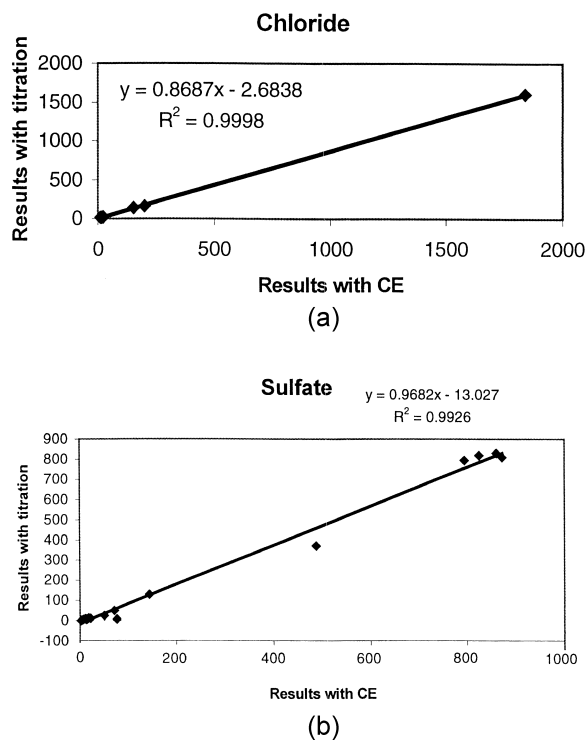 Chloride
y = 0.8687x - 2.6838
R² = 0.9998
Results with titration
2000
1500
1000
500
0
0 500 1000 1500 2000
Results with CE
(a)
Sulfate
y = 0.9682x - 13.027
R² = 0.9926
Results with titration
900
800
700
600
500
400
300
200
100
0
-100
0 200 400 600 800 1000
Results with CE
(b)